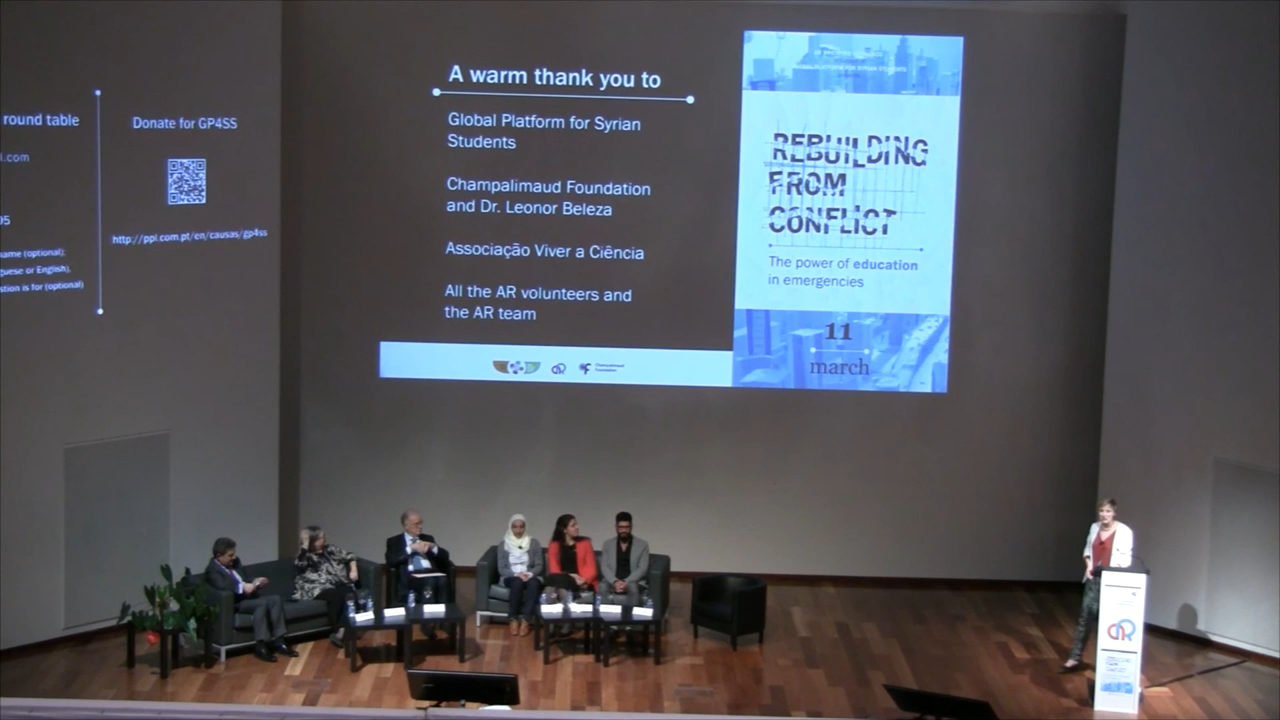 round table
l.com
05
name (optional);
guese or English),
stion is for (optional)
Donate for GP4SS
http://ppl.com.pt/en/causas/gp4ss
A warm thank you to
Global Platform for Syrian
Students
Champalimaud Foundation
and Dr. Leonor Beleza
Associação Viver a Ciência
All the AR volunteers and
the AR team
Champalimaud
Foundation
REBUILDING
FROM
CONFLICT
The power of education
in emergencies
11
march